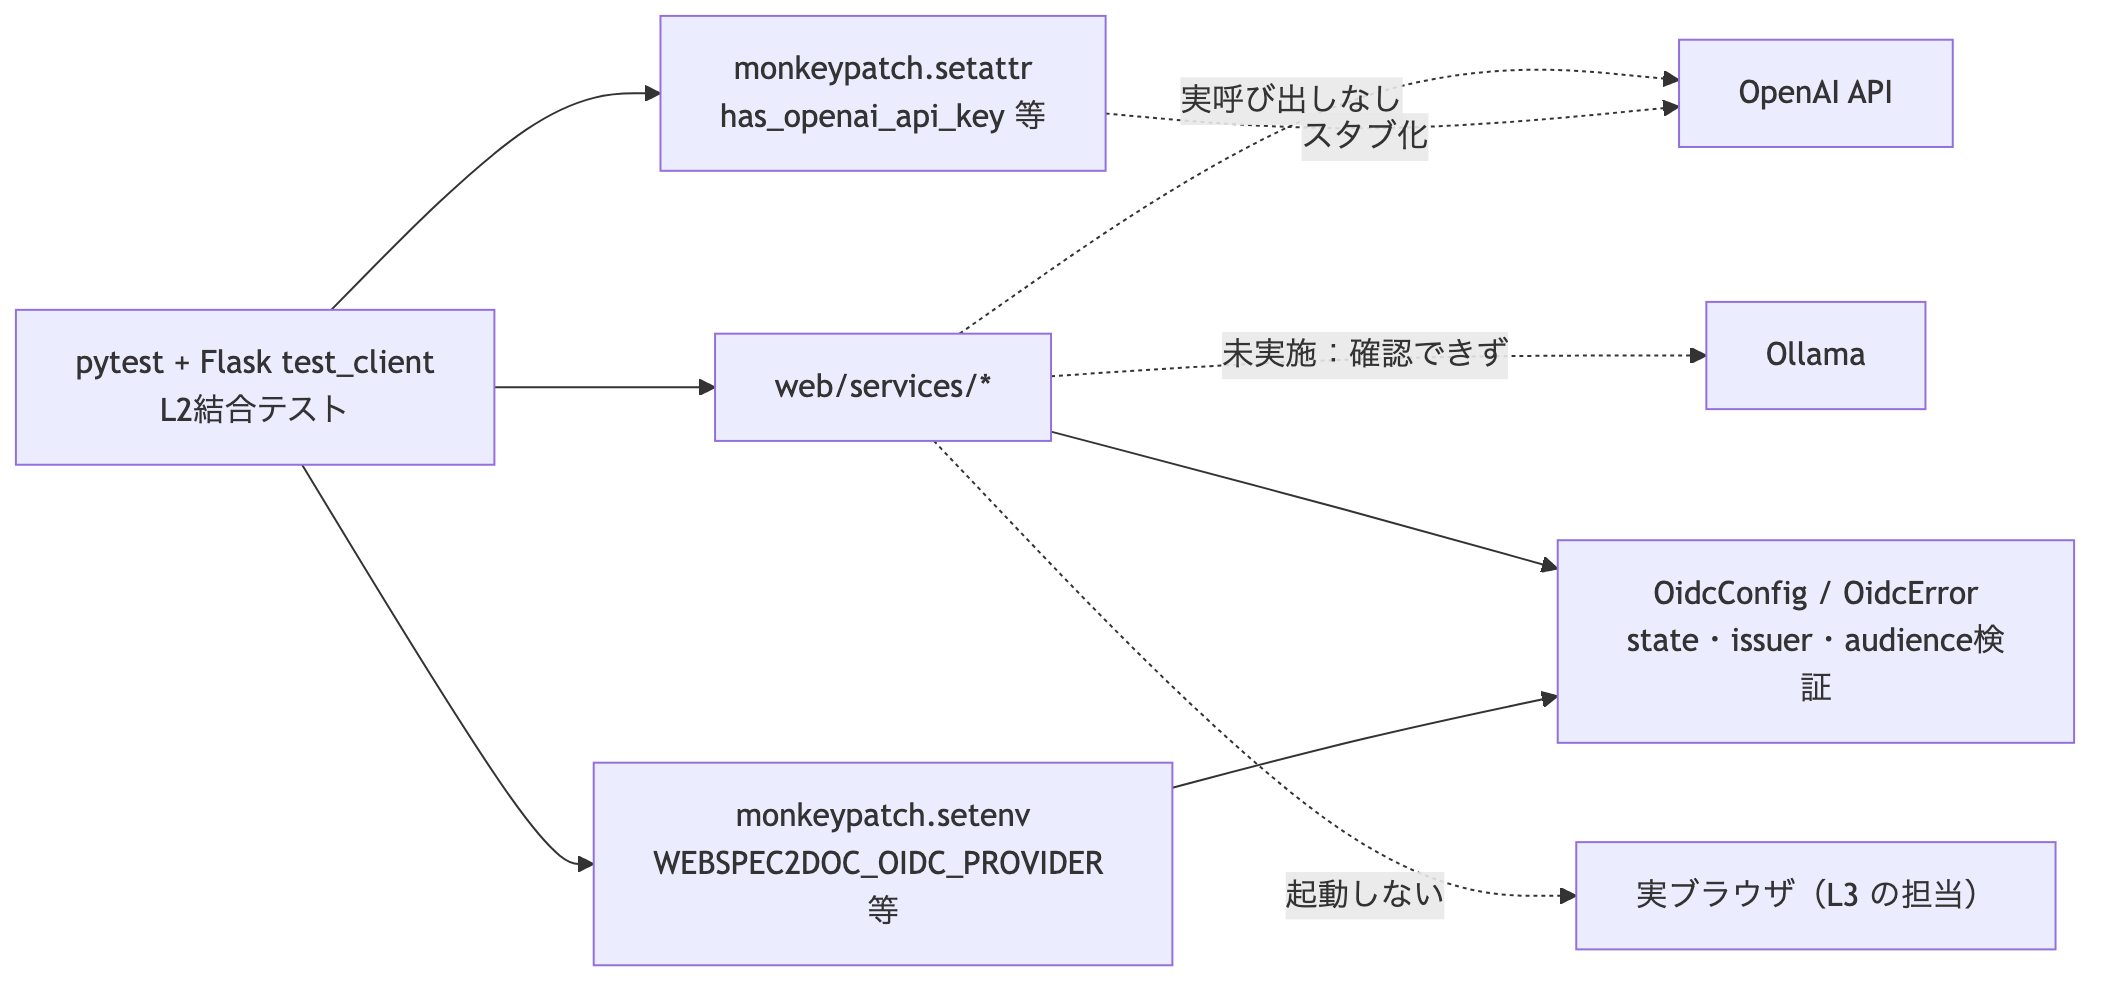 monkeypatch.setattr
has_openai_api_key 等
OpenAI API
実呼び出しなし
スタブ化
pytest + Flask test_client
L2結合テスト
web/services/*
未実施：確認できず
Ollama
OidcConfig / OidcError
state・issuer・audience検
証
monkeypatch.setenv
WEBSPEC2DOC_OIDC_PROVIDER
等
起動しない
実ブラウザ（L3 の担当）